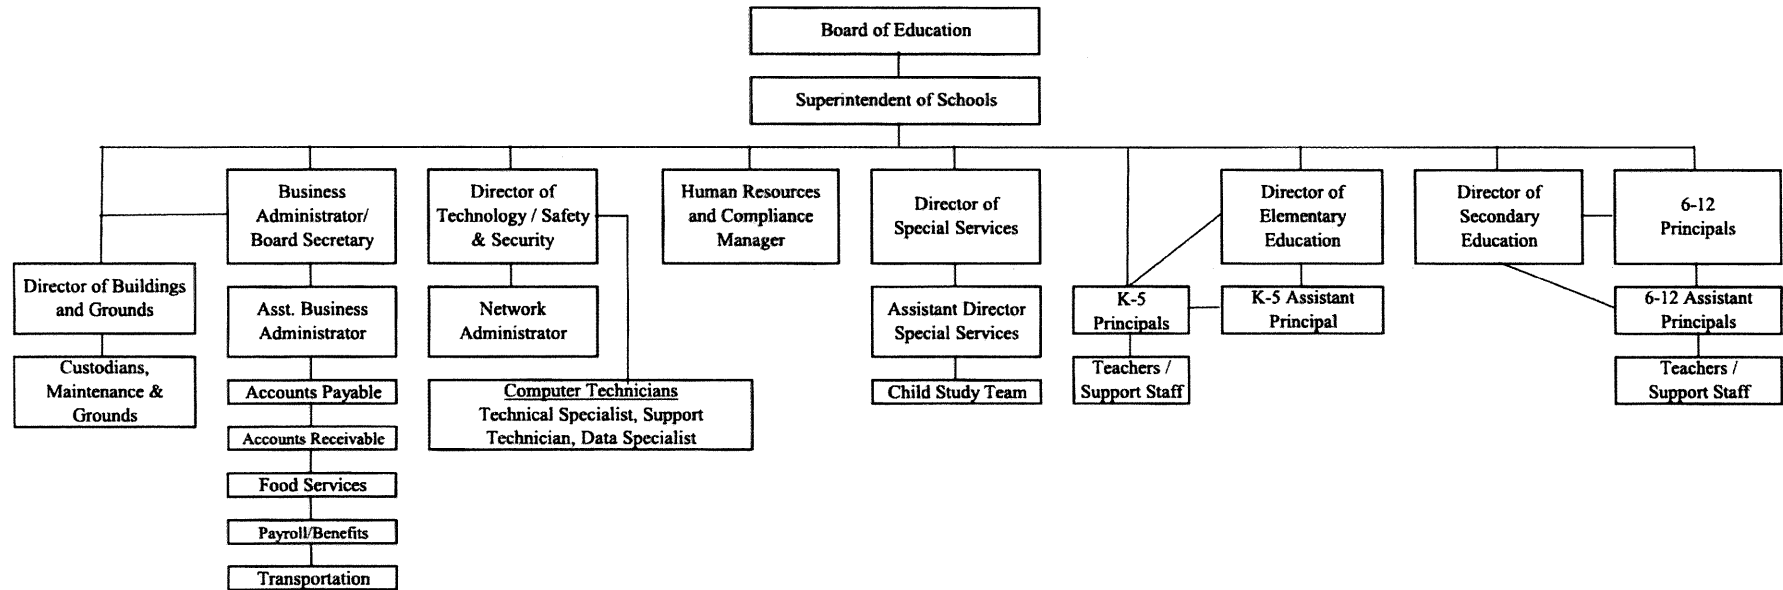 Board of Education
Superintendent of Schools
Business
Administrator/
Board Secretary
Director of
Technology / Safety
& Security
Human Resources
and Compliance
Manager
Director of
Special Services
Director of
Elementary
Education
Director of
Secondary
Education
6-12
Principals
Director of Buildings
and Grounds
Asst. Business
Administrator
Network
Administrator
Assistant Director
Special Services
K-5
Principals
K-5 Assistant
Principal
6-12 Assistant
Principals
Custodians,
Maintenance &
Grounds
Accounts Payable
Accounts Receivable
Food Services
Payroll/Benefits
Transportation
Computer Technicians
Technical Specialist, Support
Technician, Data Specialist
Child Study Team
Teachers /
Support Staff
Teachers /
Support Staff